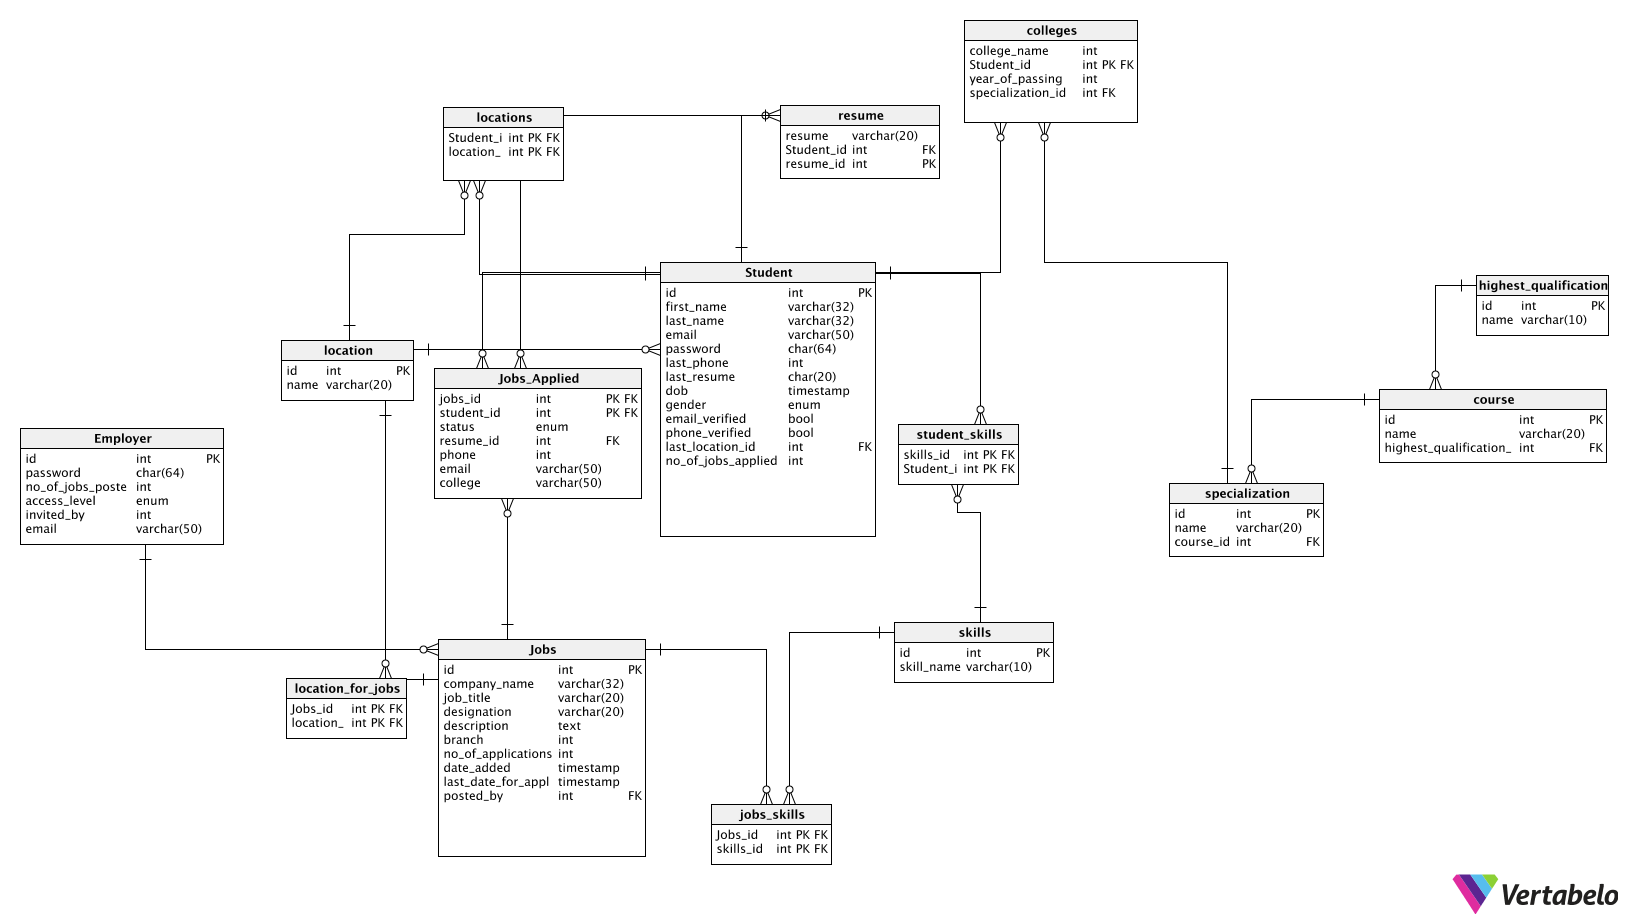 colleges
college_name int
Student_id int PK FK
year_of_passing int
specialization_id int FK
locations
Student_i int PK FK
location_ int PK FK
resume
resume varchar(20)
Student_id int FK
resume_id int PK
Student
id int PK
first_name varchar(32)
last_name varchar(32)
email varchar(50)
password char(64)
last_phone int
last_resume char(20)
dob timestamp
gender enum
email_verified bool
phone_verified bool
last_location_id int FK
no_of_jobs_applied int
highest_qualification
id int PK
name varchar(10)
location
id int PK
name varchar(20)
Jobs_Applied
jobs_id int PK FK
student_id int PK FK
status enum
resume_id int FK
phone int
email varchar(50)
college varchar(50)
course
id int PK
name varchar(20)
highest_qualification_ int FK
Employer
id int PK
password char(64)
no_of_jobs_poste int
access_level enum
invited_by int
email varchar(50)
student_skills
skills_id int PK FK
Student_i int PK FK
specialization
id int PK
name varchar(20)
course_id int FK
skills
id int PK
skill_name varchar(10)
Jobs
id int PK
company_name varchar(32)
job_title varchar(20)
designation varchar(20)
description text
branch int
no_of_applications int
date_added timestamp
last_date_for_appl timestamp
posted_by int FK
location_for_jobs
Jobs_id int PK FK
location_ int PK FK
jobs_skills
Jobs_id int PK FK
skills_id int PK FK
Vertabelo